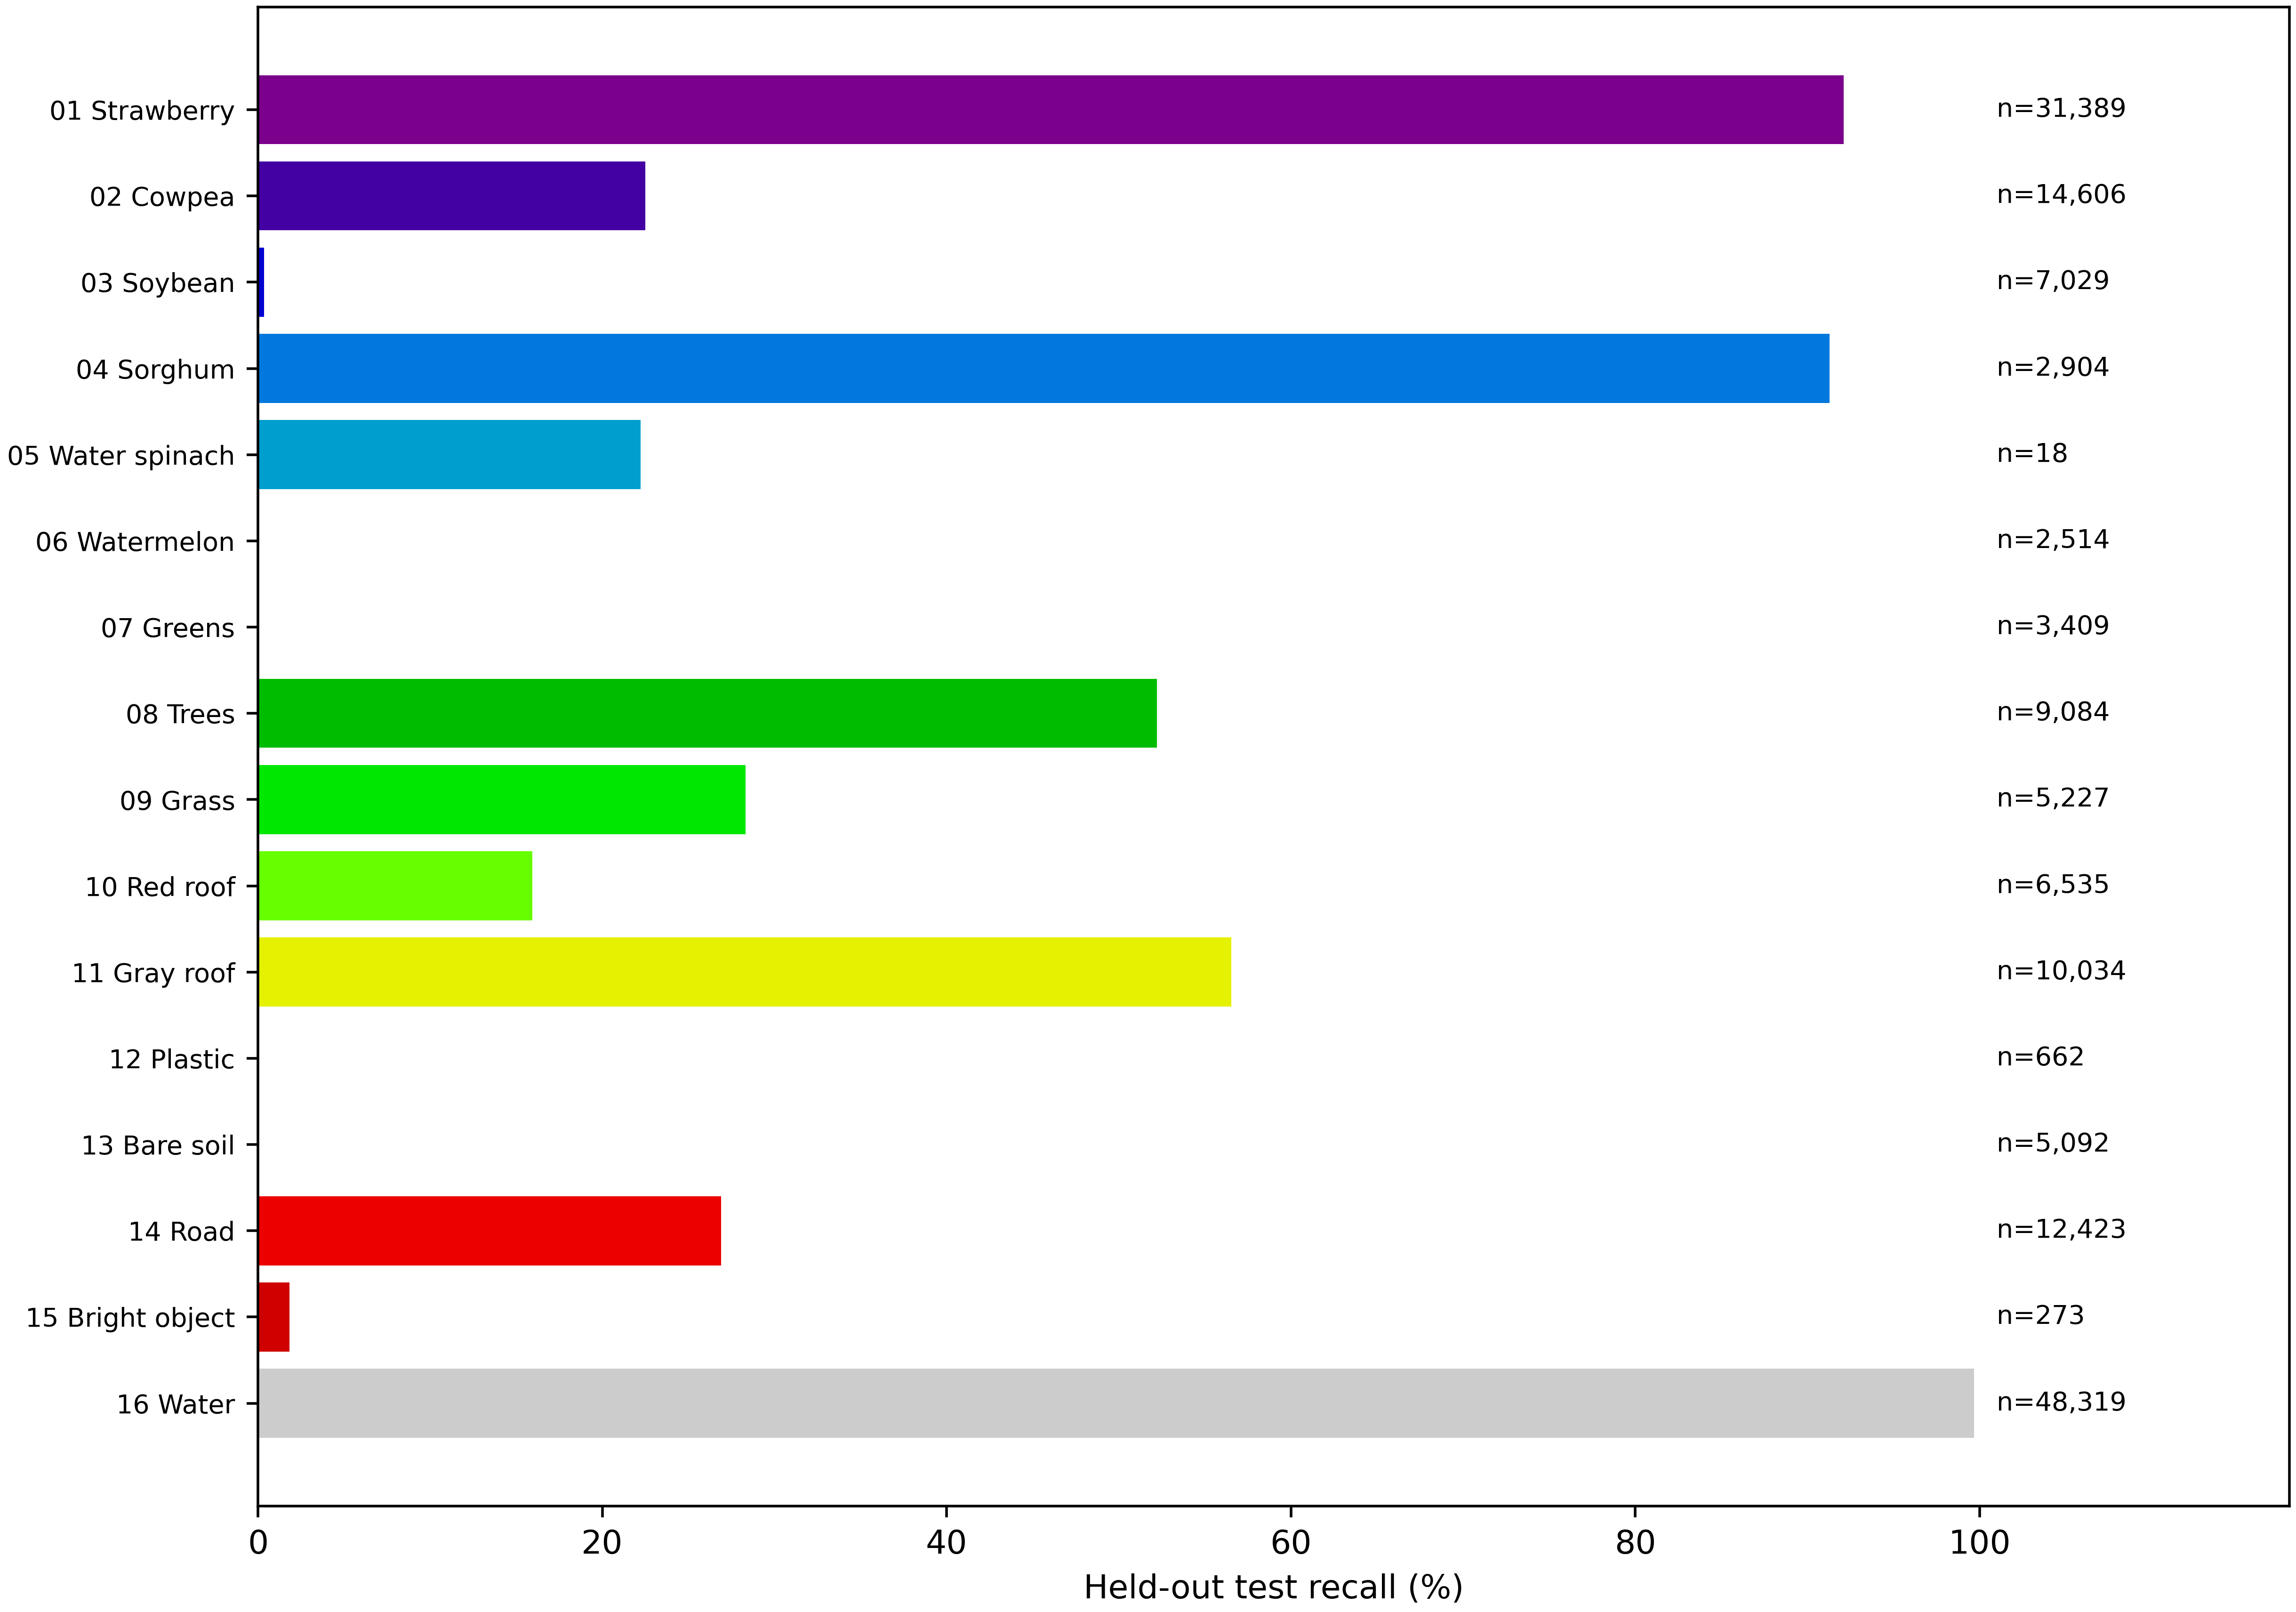 01 Strawberry n=31,389
02 Cowpea n=14,606
03 Soybean n=7,029
04 Sorghum n=2,904
05 Water spinach n=18
06 Watermelon n=2,514
07 Greens n=3,409
08 Trees n=9,084
09 Grass n=5,227
10 Red roof n=6,535
11 Gray roof n=10,034
12 Plastic n=662
13 Bare soil n=5,092
14 Road n=12,423
15 Bright object n=273
16 Water n=48,319
0 20 40 60 80 100
Held-out test recall (%)